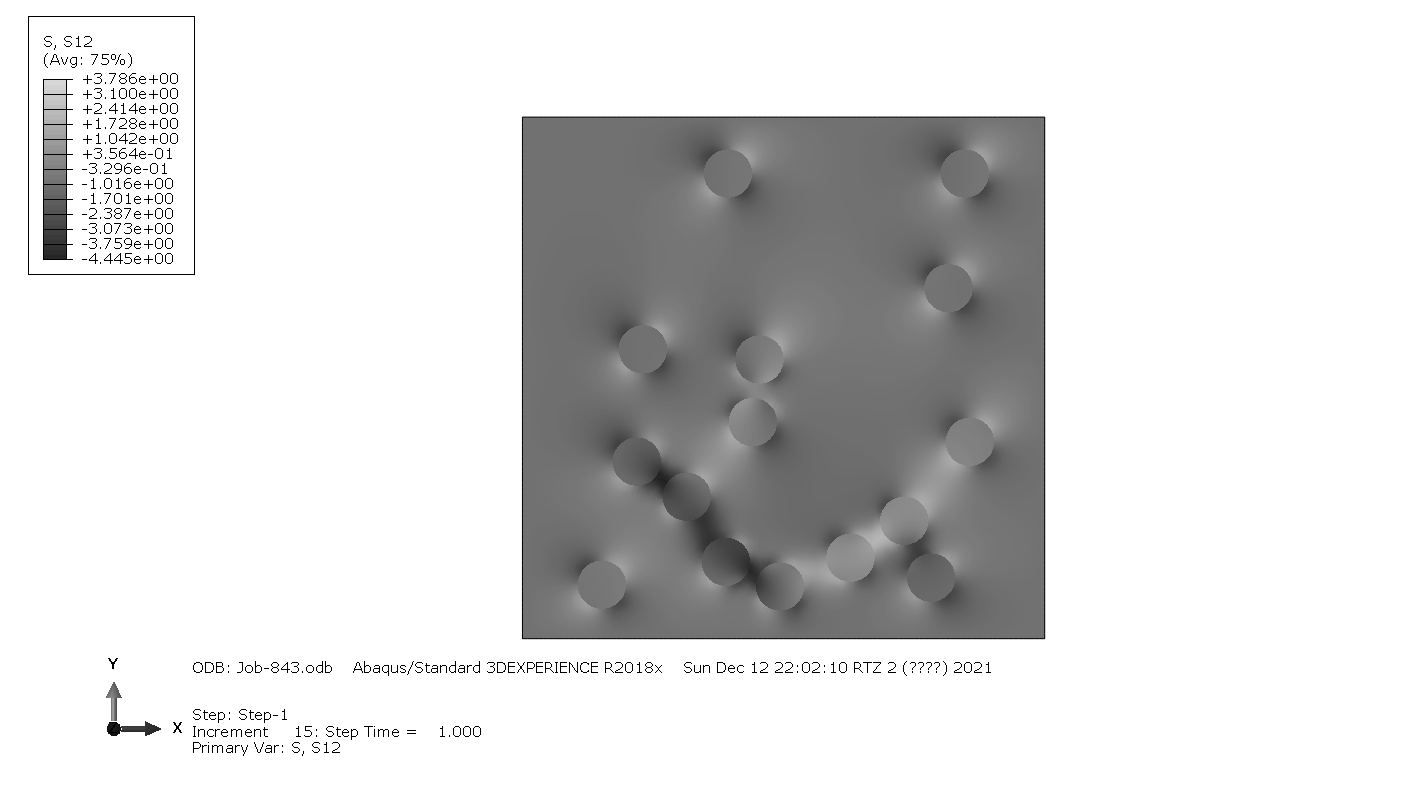 S, S12
(Avg: 75%)
+3.786e+00
+3.100e+00
+2.414e+00
+1.728e+00
+1.042e+00
+3.564e-01
-3.296e-01
-1.016e+00
-1.701e+00
-2.387e+00
-3.073e+00
-3.759e+00
-4.445e+00
Y
X
ODB: Job-843.odb Abaqus/Standard 3DEXPERIENCE R2018x Sun Dec 12 22:02:10 RTZ 2 (????) 2021
Step: Step-1
Increment 15: Step Time = 1.000
Primary Var: S, S12